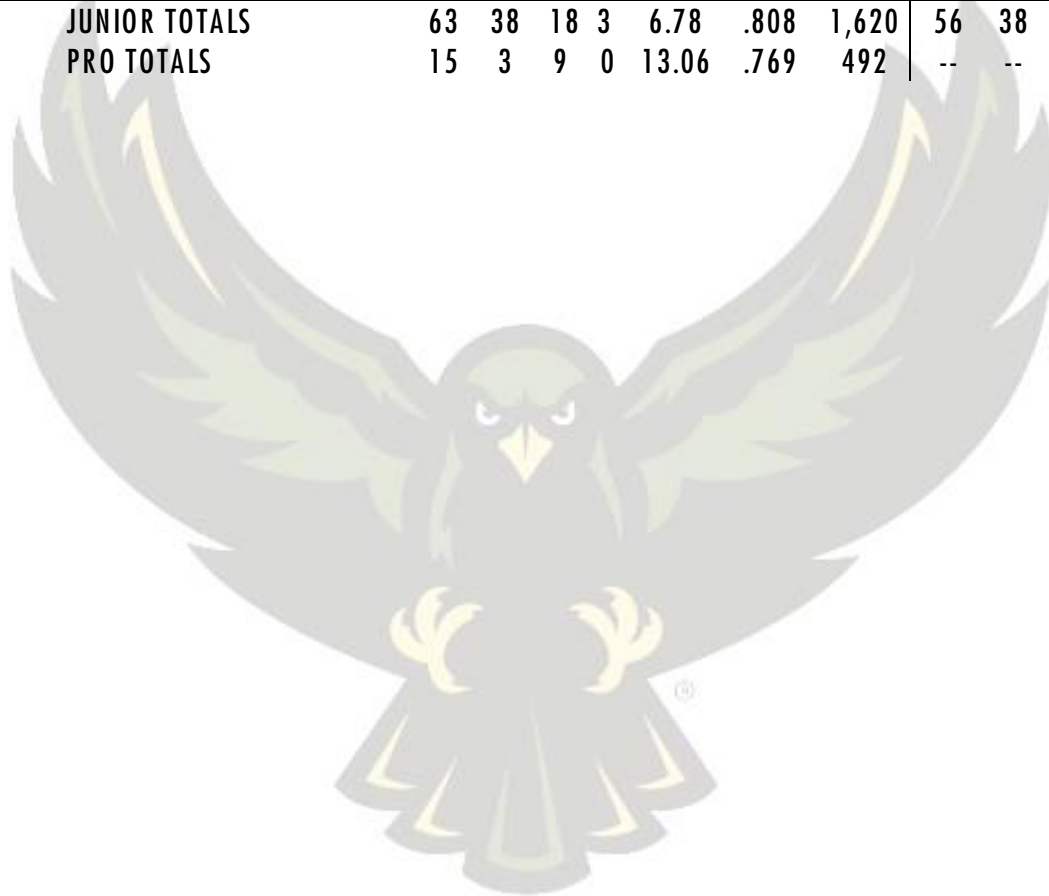 JUNIOR TOTALS 63 38 18 3 6.78 .808 1,620 56 38
PRO TOTALS 15 3 9 0 13.06 .769 492 -- --
®